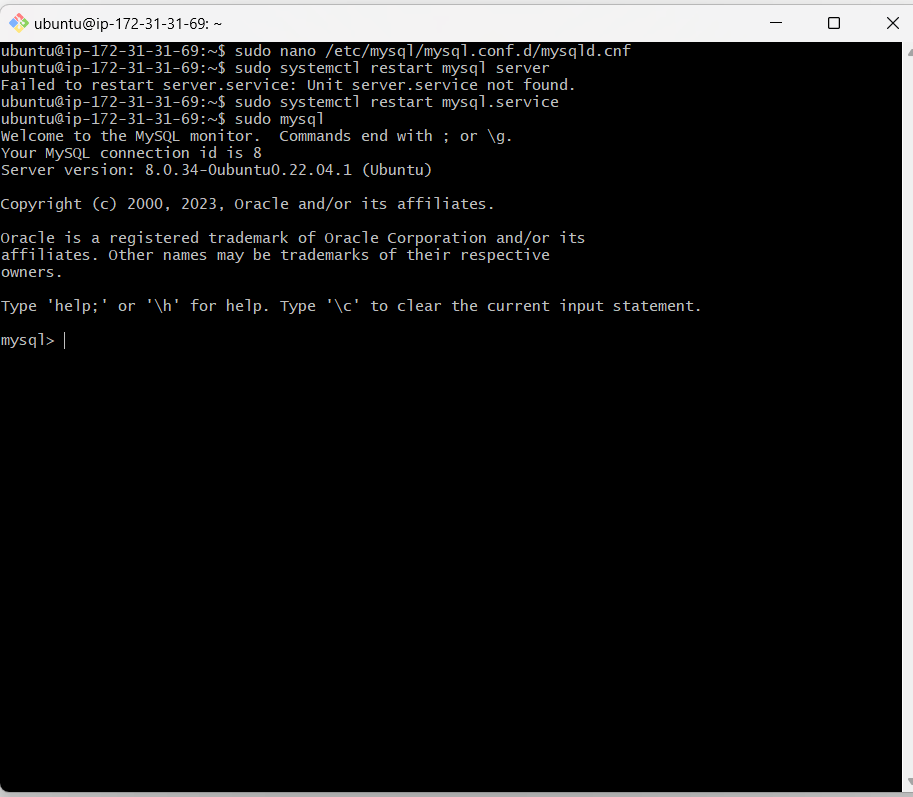 ubuntu@ip-172-31-31-69: ~
ubuntu@ip-172-31-31-69:~$ sudo nano /etc/mysql/mysql.conf.d/mysqld.cnf
ubuntu@ip-172-31-31-69:~$ sudo systemctl restart mysql server
Failed to restart server.service: Unit server.service not found.
ubuntu@ip-172-31-31-69:~$ sudo systemctl restart mysql.service
ubuntu@ip-172-31-31-69:~$ sudo mysql
Welcome to the MySQL monitor.  Commands end with ; or \g.
Your MySQL connection id is 8
Server version: 8.0.34-0ubuntu0.22.04.1 (Ubuntu)
Copyright (c) 2000, 2023, Oracle and/or its affiliates.
Oracle is a registered trademark of Oracle Corporation and/or its
affiliates. Other names may be trademarks of their respective
owners.
Type 'help;' or '\h' for help. Type '\c' to clear the current input statement.
mysql>